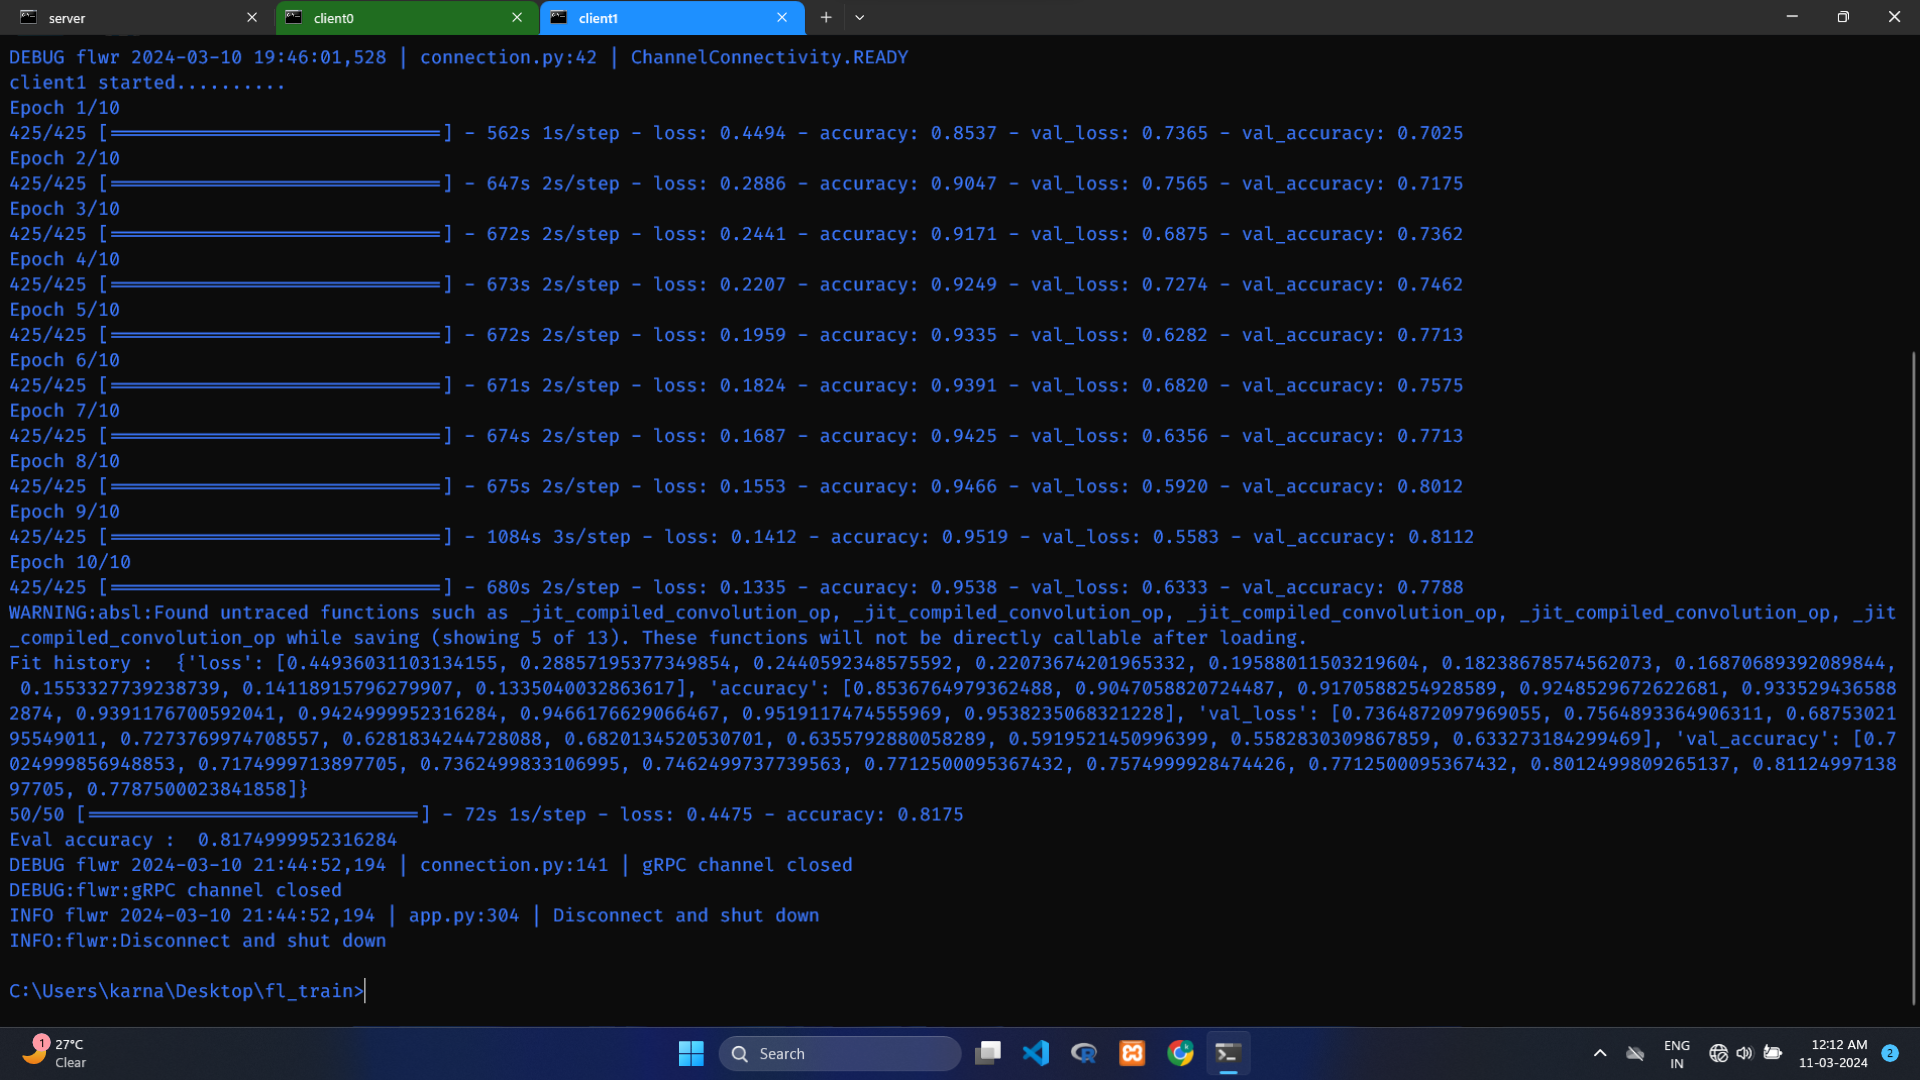 server
client0
client1
DEBUG flwr 2024-03-10 19:46:01,528 | connection.py:42 | ChannelConnectivity.READY
client1 started..........
Epoch 1/10
425/425 [==============================] - 562s 1s/step - loss: 0.4494 - accuracy: 0.8537 - val_loss: 0.7365 - val_accuracy: 0.7025
Epoch 2/10
425/425 [==============================] - 647s 2s/step - loss: 0.2886 - accuracy: 0.9047 - val_loss: 0.7565 - val_accuracy: 0.7175
Epoch 3/10
425/425 [==============================] - 672s 2s/step - loss: 0.2441 - accuracy: 0.9171 - val_loss: 0.6875 - val_accuracy: 0.7362
Epoch 4/10
425/425 [==============================] - 673s 2s/step - loss: 0.2207 - accuracy: 0.9249 - val_loss: 0.7274 - val_accuracy: 0.7462
Epoch 5/10
425/425 [==============================] - 672s 2s/step - loss: 0.1959 - accuracy: 0.9335 - val_loss: 0.6282 - val_accuracy: 0.7713
Epoch 6/10
425/425 [==============================] - 671s 2s/step - loss: 0.1824 - accuracy: 0.9391 - val_loss: 0.6820 - val_accuracy: 0.7575
Epoch 7/10
425/425 [==============================] - 674s 2s/step - loss: 0.1687 - accuracy: 0.9425 - val_loss: 0.6356 - val_accuracy: 0.7713
Epoch 8/10
425/425 [==============================] - 675s 2s/step - loss: 0.1553 - accuracy: 0.9466 - val_loss: 0.5920 - val_accuracy: 0.8012
Epoch 9/10
425/425 [==============================] - 1084s 3s/step - loss: 0.1412 - accuracy: 0.9519 - val_loss: 0.5583 - val_accuracy: 0.8112
Epoch 10/10
425/425 [==============================] - 680s 2s/step - loss: 0.1335 - accuracy: 0.9538 - val_loss: 0.6333 - val_accuracy: 0.7788
WARNING:absl:Found untraced functions such as _jit_compiled_convolution_op, _jit_compiled_convolution_op, _jit_compiled_convolution_op, _jit_compiled_convolution_op, _jit
_compiled_convolution_op while saving (showing 5 of 13). These functions will not be directly callable after loading.
Fit history :  {'loss': [0.44936031103134155, 0.28857195377349854, 0.2440592348575592, 0.22073674201965332, 0.19588011503219604, 0.18238678574562073, 0.16870689392089844,
 0.1553327739238739, 0.14118915796279907, 0.1335040032863617], 'accuracy': [0.8536764979362488, 0.9047058820724487, 0.9170588254928589, 0.9248529672622681, 0.933529436588
2874, 0.9391176700592041, 0.9424999952316284, 0.9466176629066467, 0.9519117474555969, 0.9538235068321228], 'val_loss': [0.7364872097969055, 0.7564893364906311, 0.68753021
95549011, 0.7273769974708557, 0.6281834244728088, 0.6820134520530701, 0.6355792880058289, 0.5919521450996399, 0.5582830309867859, 0.633273184299469], 'val_accuracy': [0.7
024999856948853, 0.7174999713897705, 0.7362499833106995, 0.7462499737739563, 0.7712500095367432, 0.7574999928474426, 0.7712500095367432, 0.8012499809265137, 0.81124997138
97705, 0.7787500023841858]}
50/50 [==============================] - 72s 1s/step - loss: 0.4475 - accuracy: 0.8175
Eval accuracy :  0.8174999952316284
DEBUG flwr 2024-03-10 21:44:52,194 | connection.py:141 | gRPC channel closed
DEBUG:flwr:gRPC channel closed
INFO flwr 2024-03-10 21:44:52,194 | app.py:304 | Disconnect and shut down
INFO:flwr:Disconnect and shut down
C:\Users\karna\Desktop\fl_train>
1
27°C
Clear
Search
ENG
IN
12:12 AM
11-03-2024
2